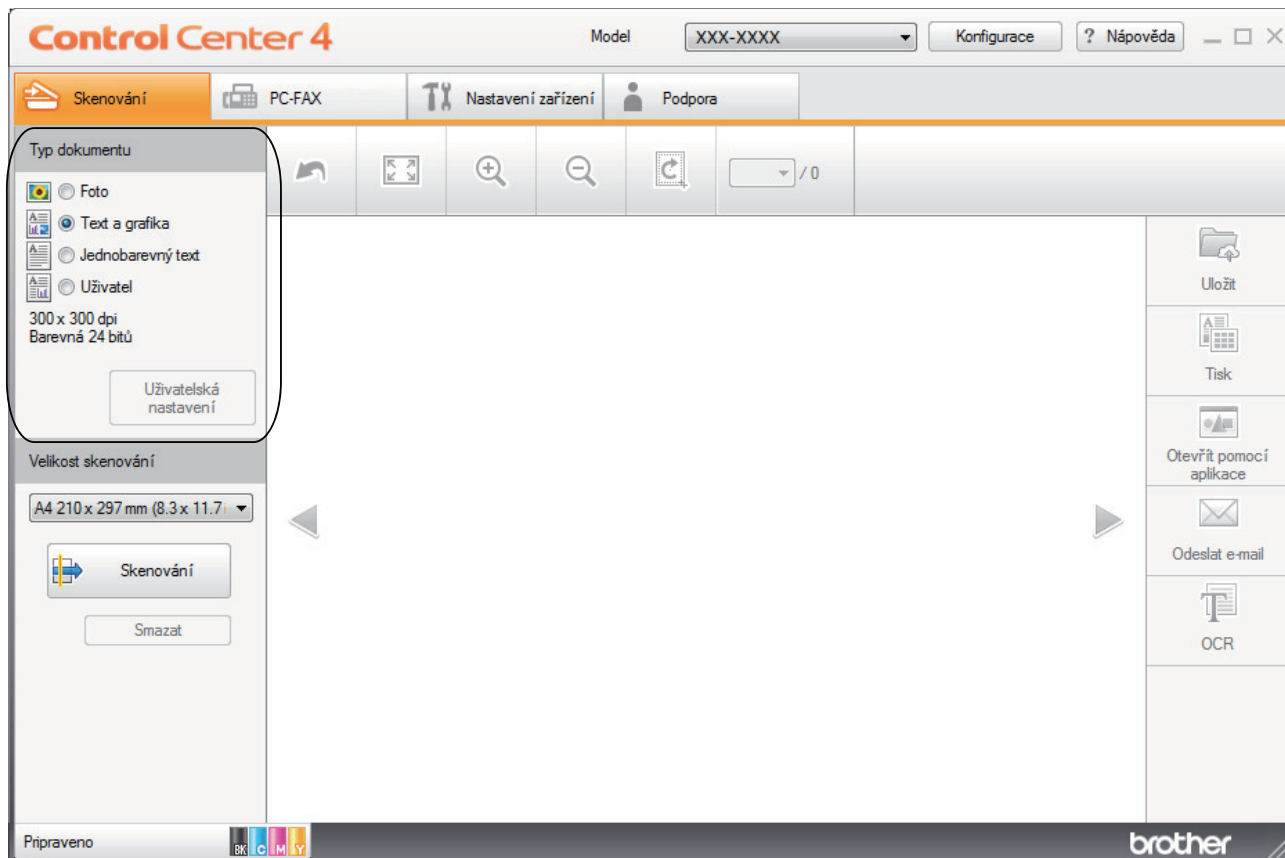 Control Center 4
Model
XXX-XXXX
Konfigurace
? Nápověda
Skenování
PC-FAX
Nastavení zařízení
Podpora
Typ dokumentu
Foto
Text a grafika
Jednobarevný text
Uživatel
300 x 300 dpi
Barevná 24 bitů
Uživatelská
nastavení
/ 0
Velikost skenování
A4 210 x 297 mm (8.3 x 11.7
Skenování
Smazat
Uložit
Tisk
Otevřít pomocí
aplikace
Odeslat e-mail
OCR
Pripraveno
BK C M Y
brother